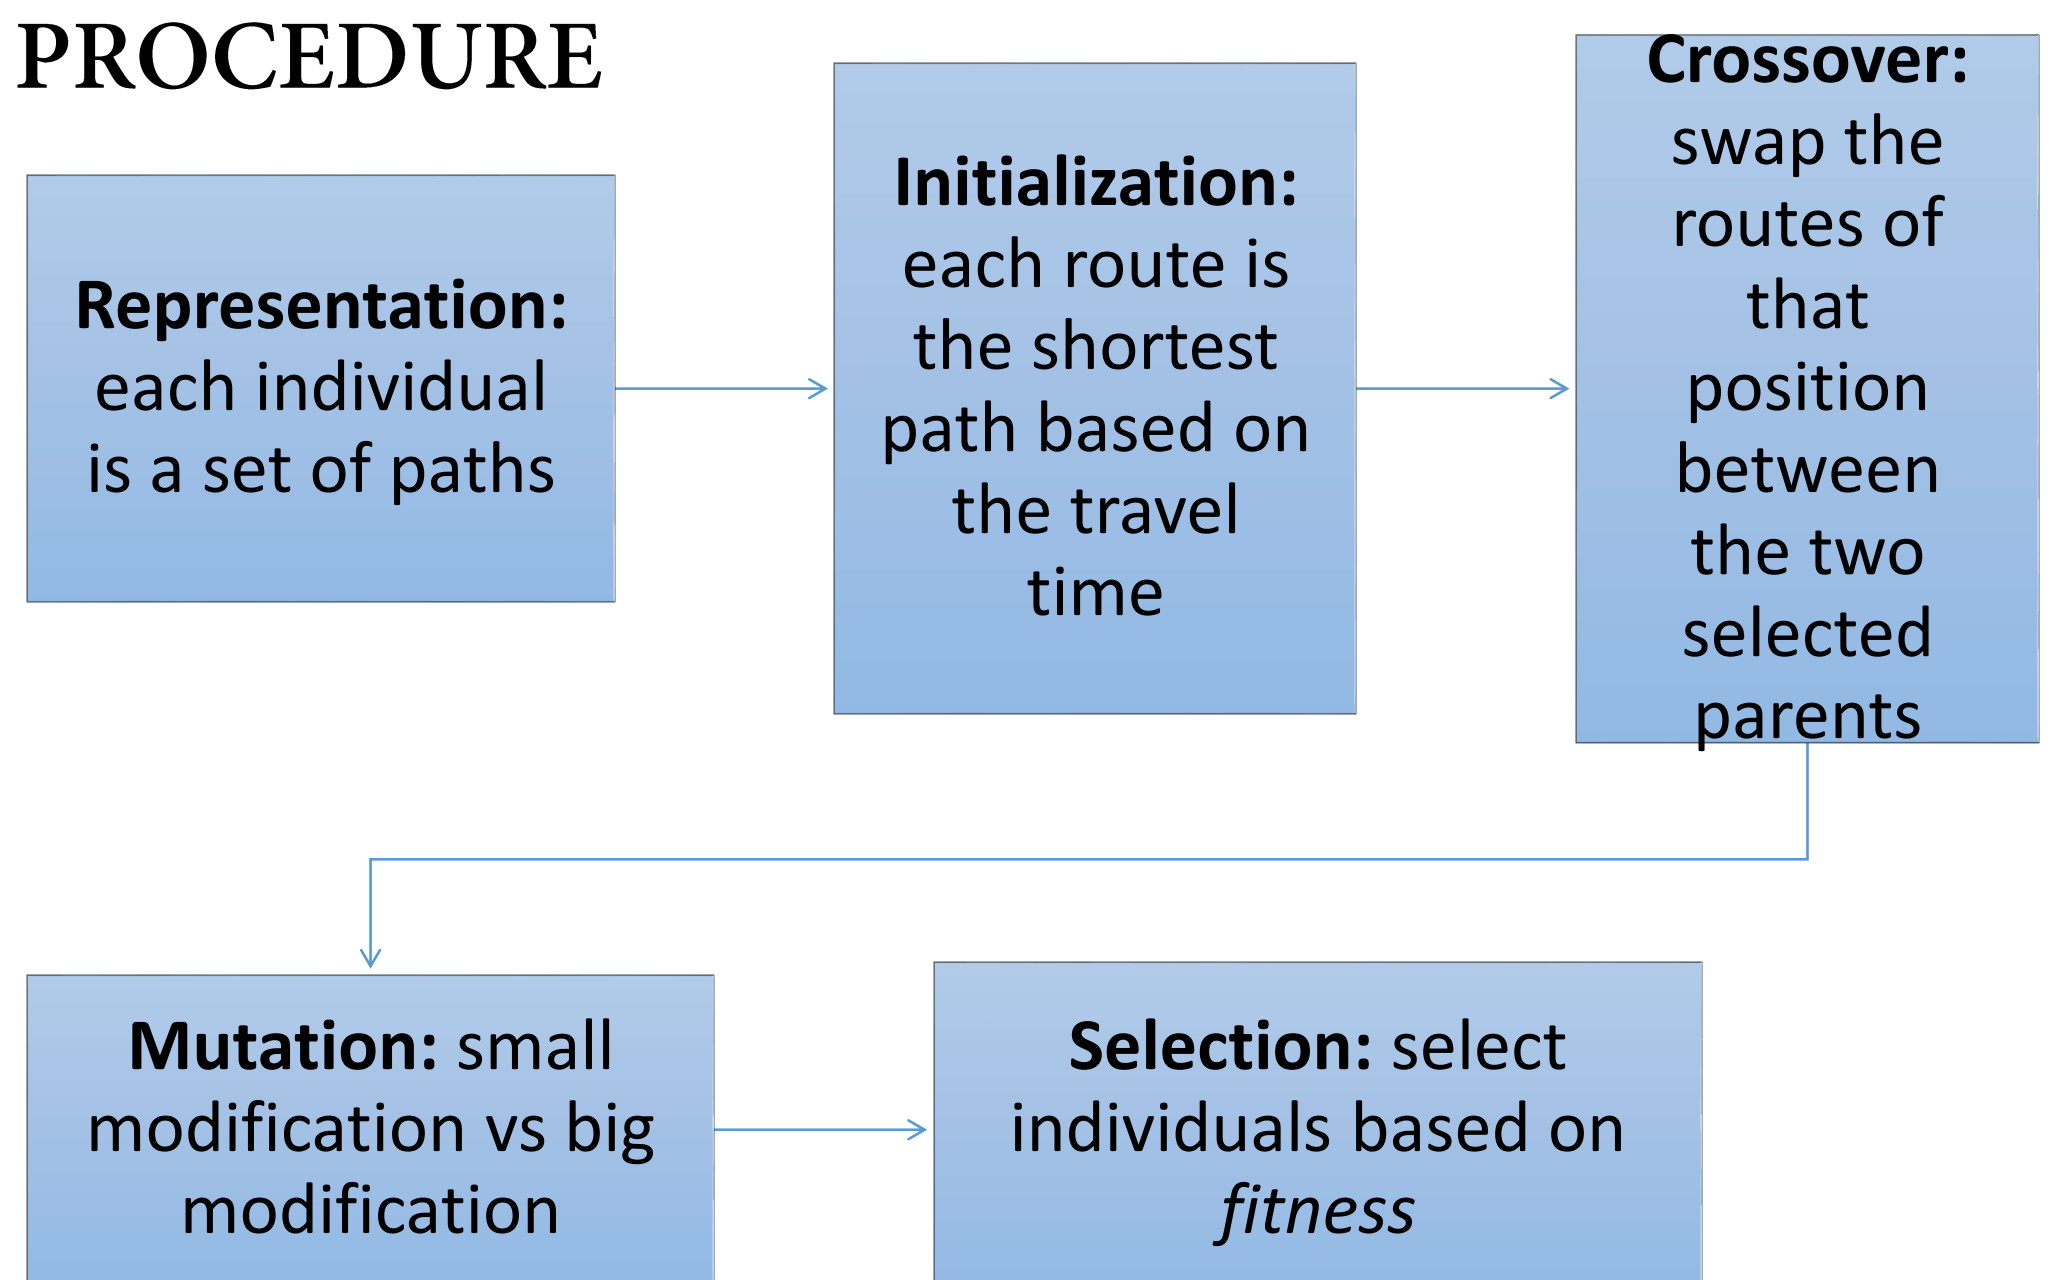 PROCEDURE
Representation:
each individual
is a set of paths
Initialization:
each route is
the shortest
path based on
the travel
time
Crossover:
swap the
routes of
that
position
between
the two
selected
parents
Mutation: small
modification vs big
modification
Selection: select
individuals based on
fitness